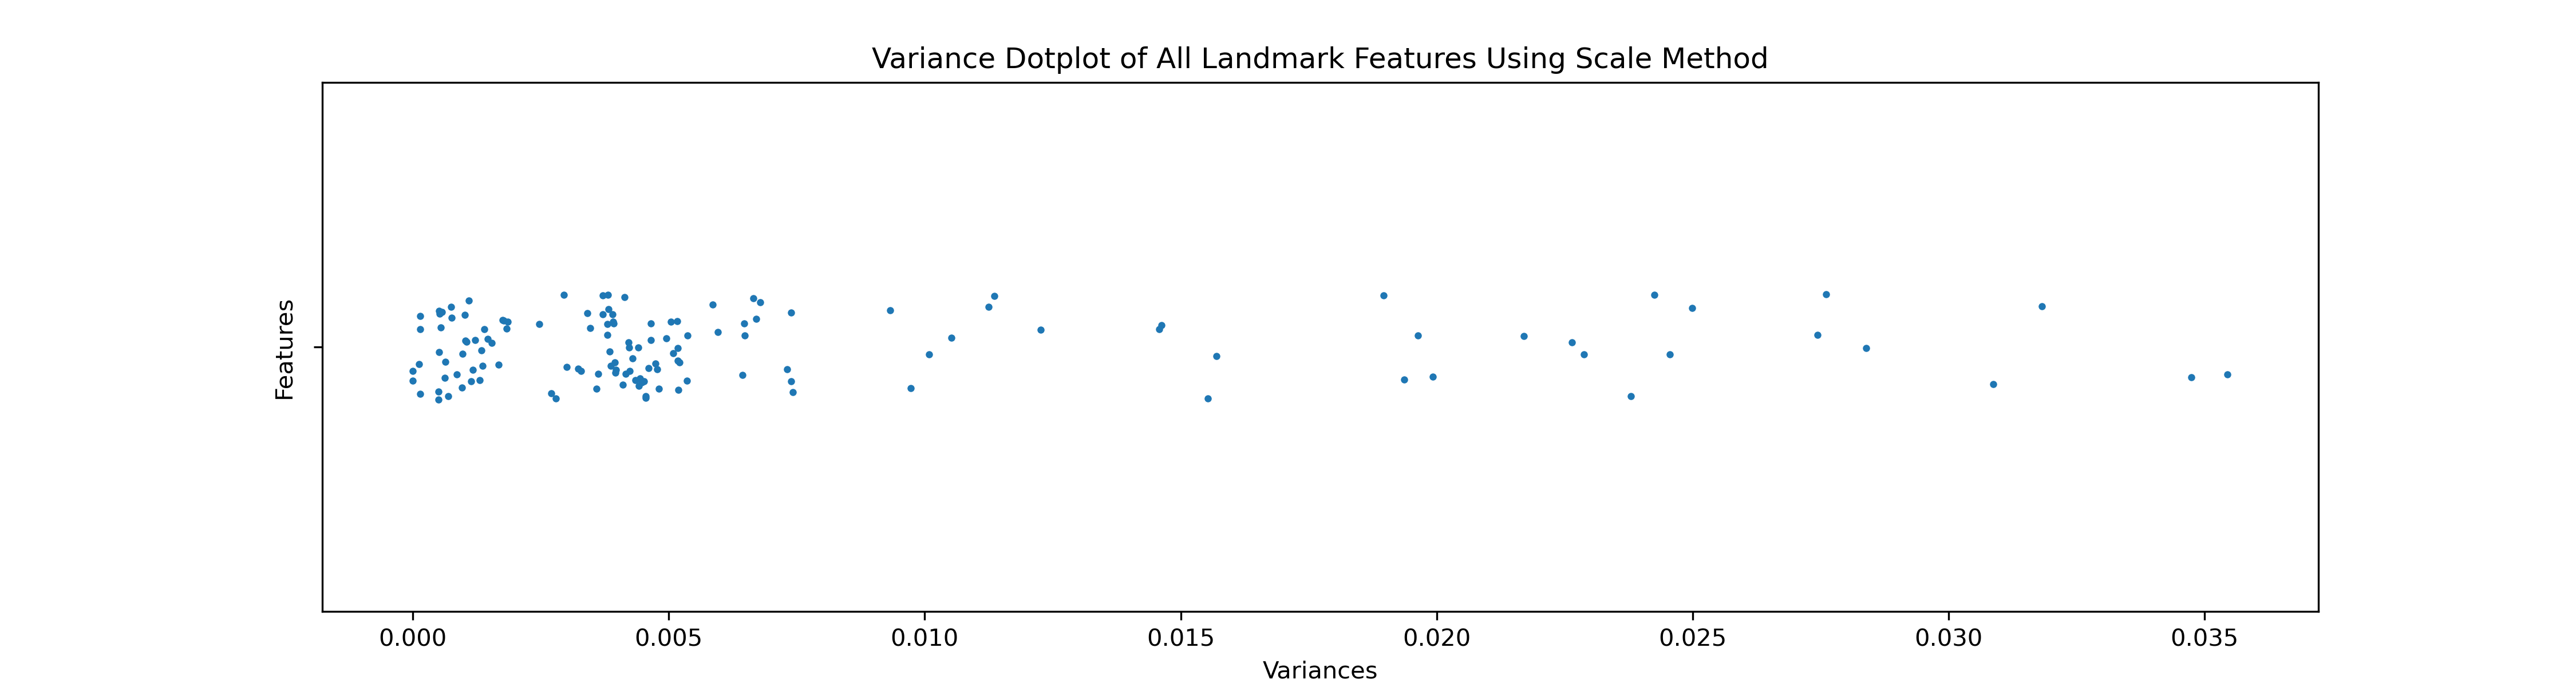 Variance Dotplot of All Landmark Features Using Scale Method
Features
0.000 0.005 0.010 0.015 0.020 0.025 0.030 0.035
Variances